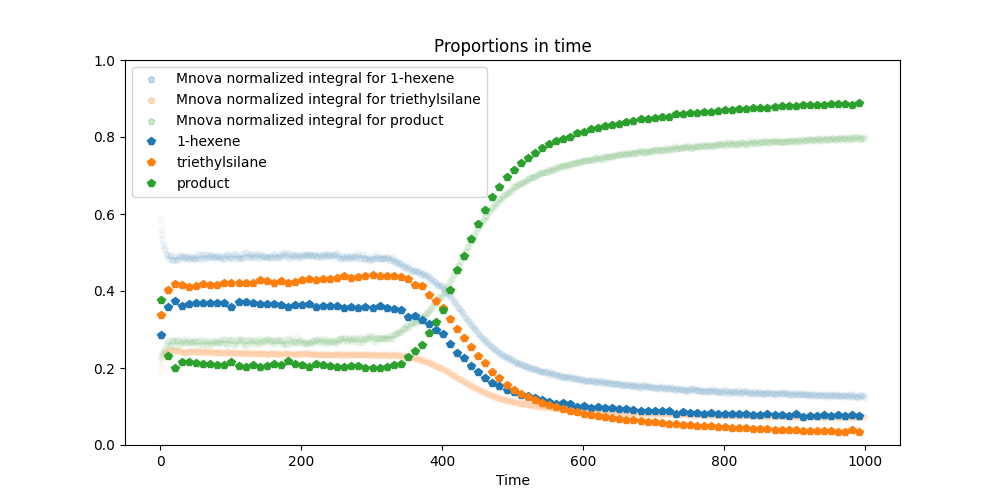 Proportions in time
1.0
0.8
0.6
0.4
0.2
0.0
Mnova normalized integral for 1-hexene
Mnova normalized integral for triethylsilane
Mnova normalized integral for product
1-hexene
triethylsilane
product
0 200 400 600 800 1000
Time